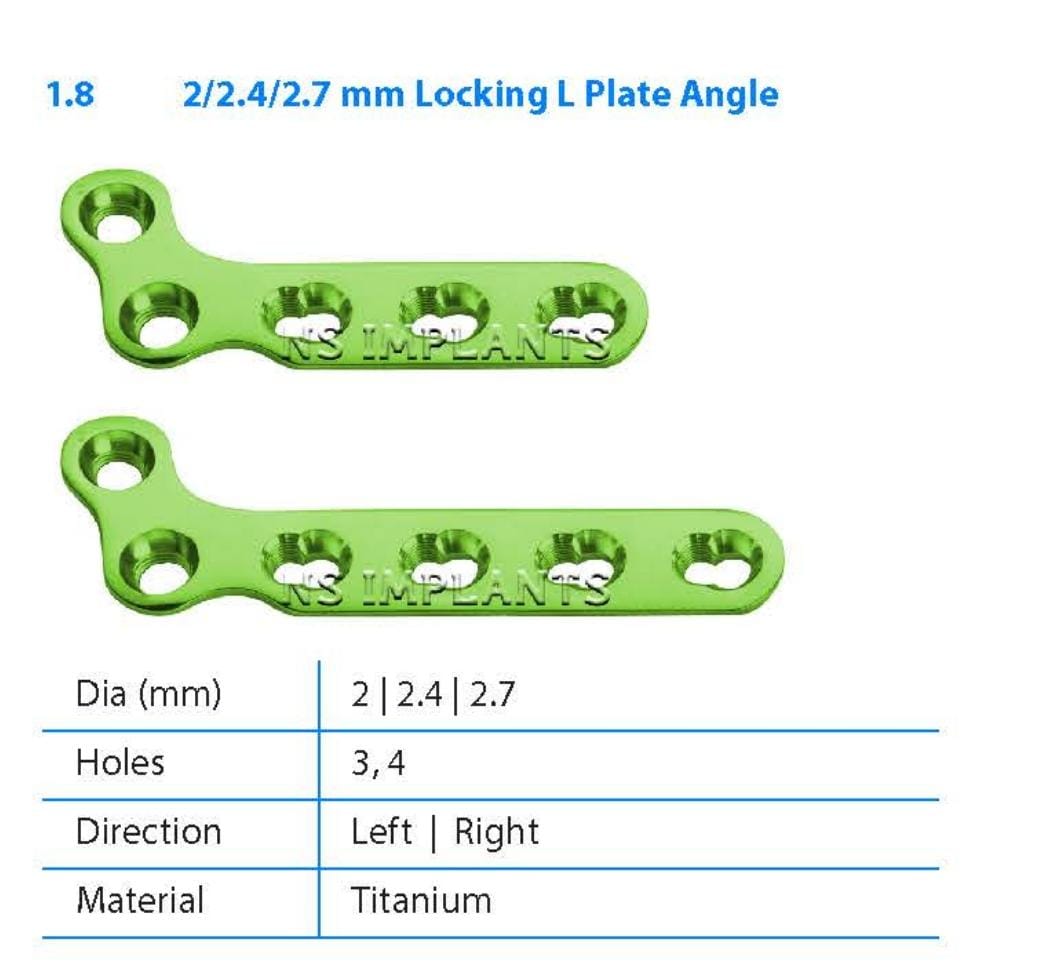 1.8 2/2.4/2.7 mm Locking L Plate Angle
NS IMPLANTS
NS IMPLANTS
Dia (mm) 2 | 2.4 | 2.7
Holes 3, 4
Direction Left | Right
Material Titanium